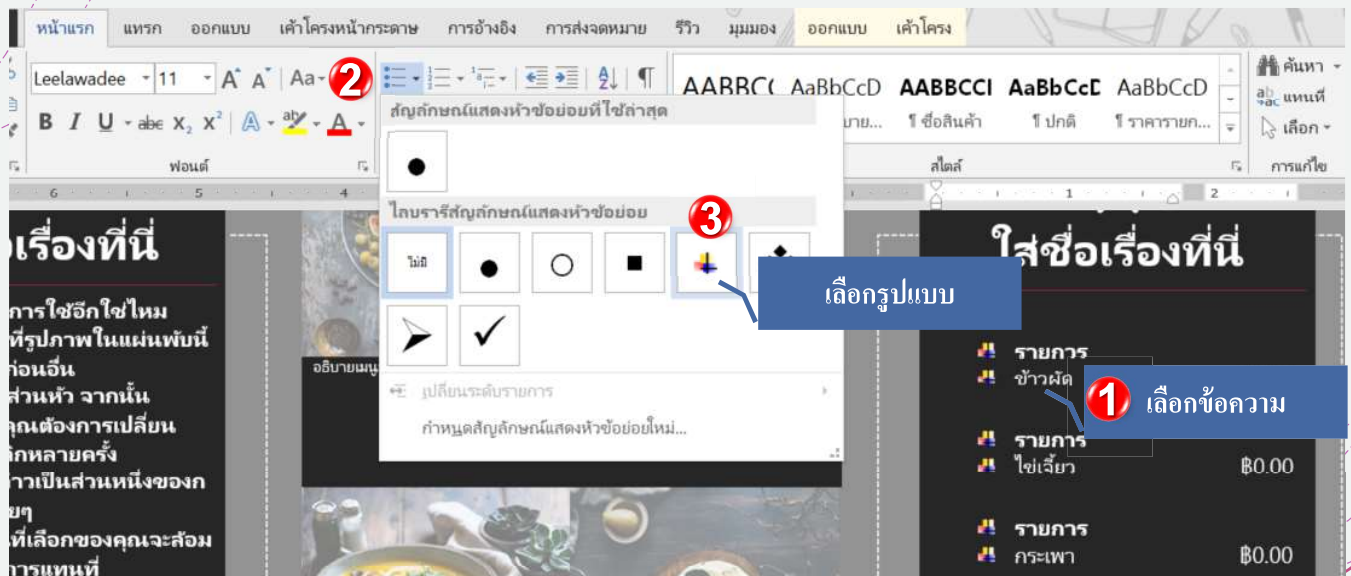 หน้าแรก แทรก ออกแบบ เค้าโครงหน้ากระดาษ การอ้างอิง การส่งจดหมาย รีวิว มุมมอง ออกแบบ เค้าโครง
Leelawadee 11 A A Aa 2 AABBC( AaBbCcD AABBCCI AaBbCcD AaBbCcD ค้นหา
แทนที่
B I U abc X₂ X² A aby A บาย... ชื่อสินค้า ปกติ ราคารายก... เลือก
ฟอนต์ สไตล์ การแก้ไข
6 5 4 1 2
สัญลักษณ์แสดงหัวข้อย่อยที่ใช้ล่าสุด
ไลบรารีสัญลักษณ์แสดงหัวข้อย่อย
3
ไม่มี
เลือกรูปแบบ
เปลี่ยนระดับรายการ
กำหนดสัญลักษณ์แสดงหัวข้อย่อยใหม่...
เรื่องที่นี่
การใช้อีกใช่ไหม
ที่รูปภาพในแผ่นพับนี้
ก่อนอื่น
ส่วนหัว จากนั้น
คุณต้องการเปลี่ยน
ลิกหลายครั้ง
าวเป็นส่วนหนึ่งของก
ยๆ
ที่เลือกของคุณจะล้อม
การแทนที่
อธิบายเมนู
ใส่ชื่อเรื่องที่นี่
รายการ
ข้าวผัด
1 เลือกข้อความ
รายการ
ไข่เจี้ยว ฿0.00
รายการ
กระเพา ฿0.00